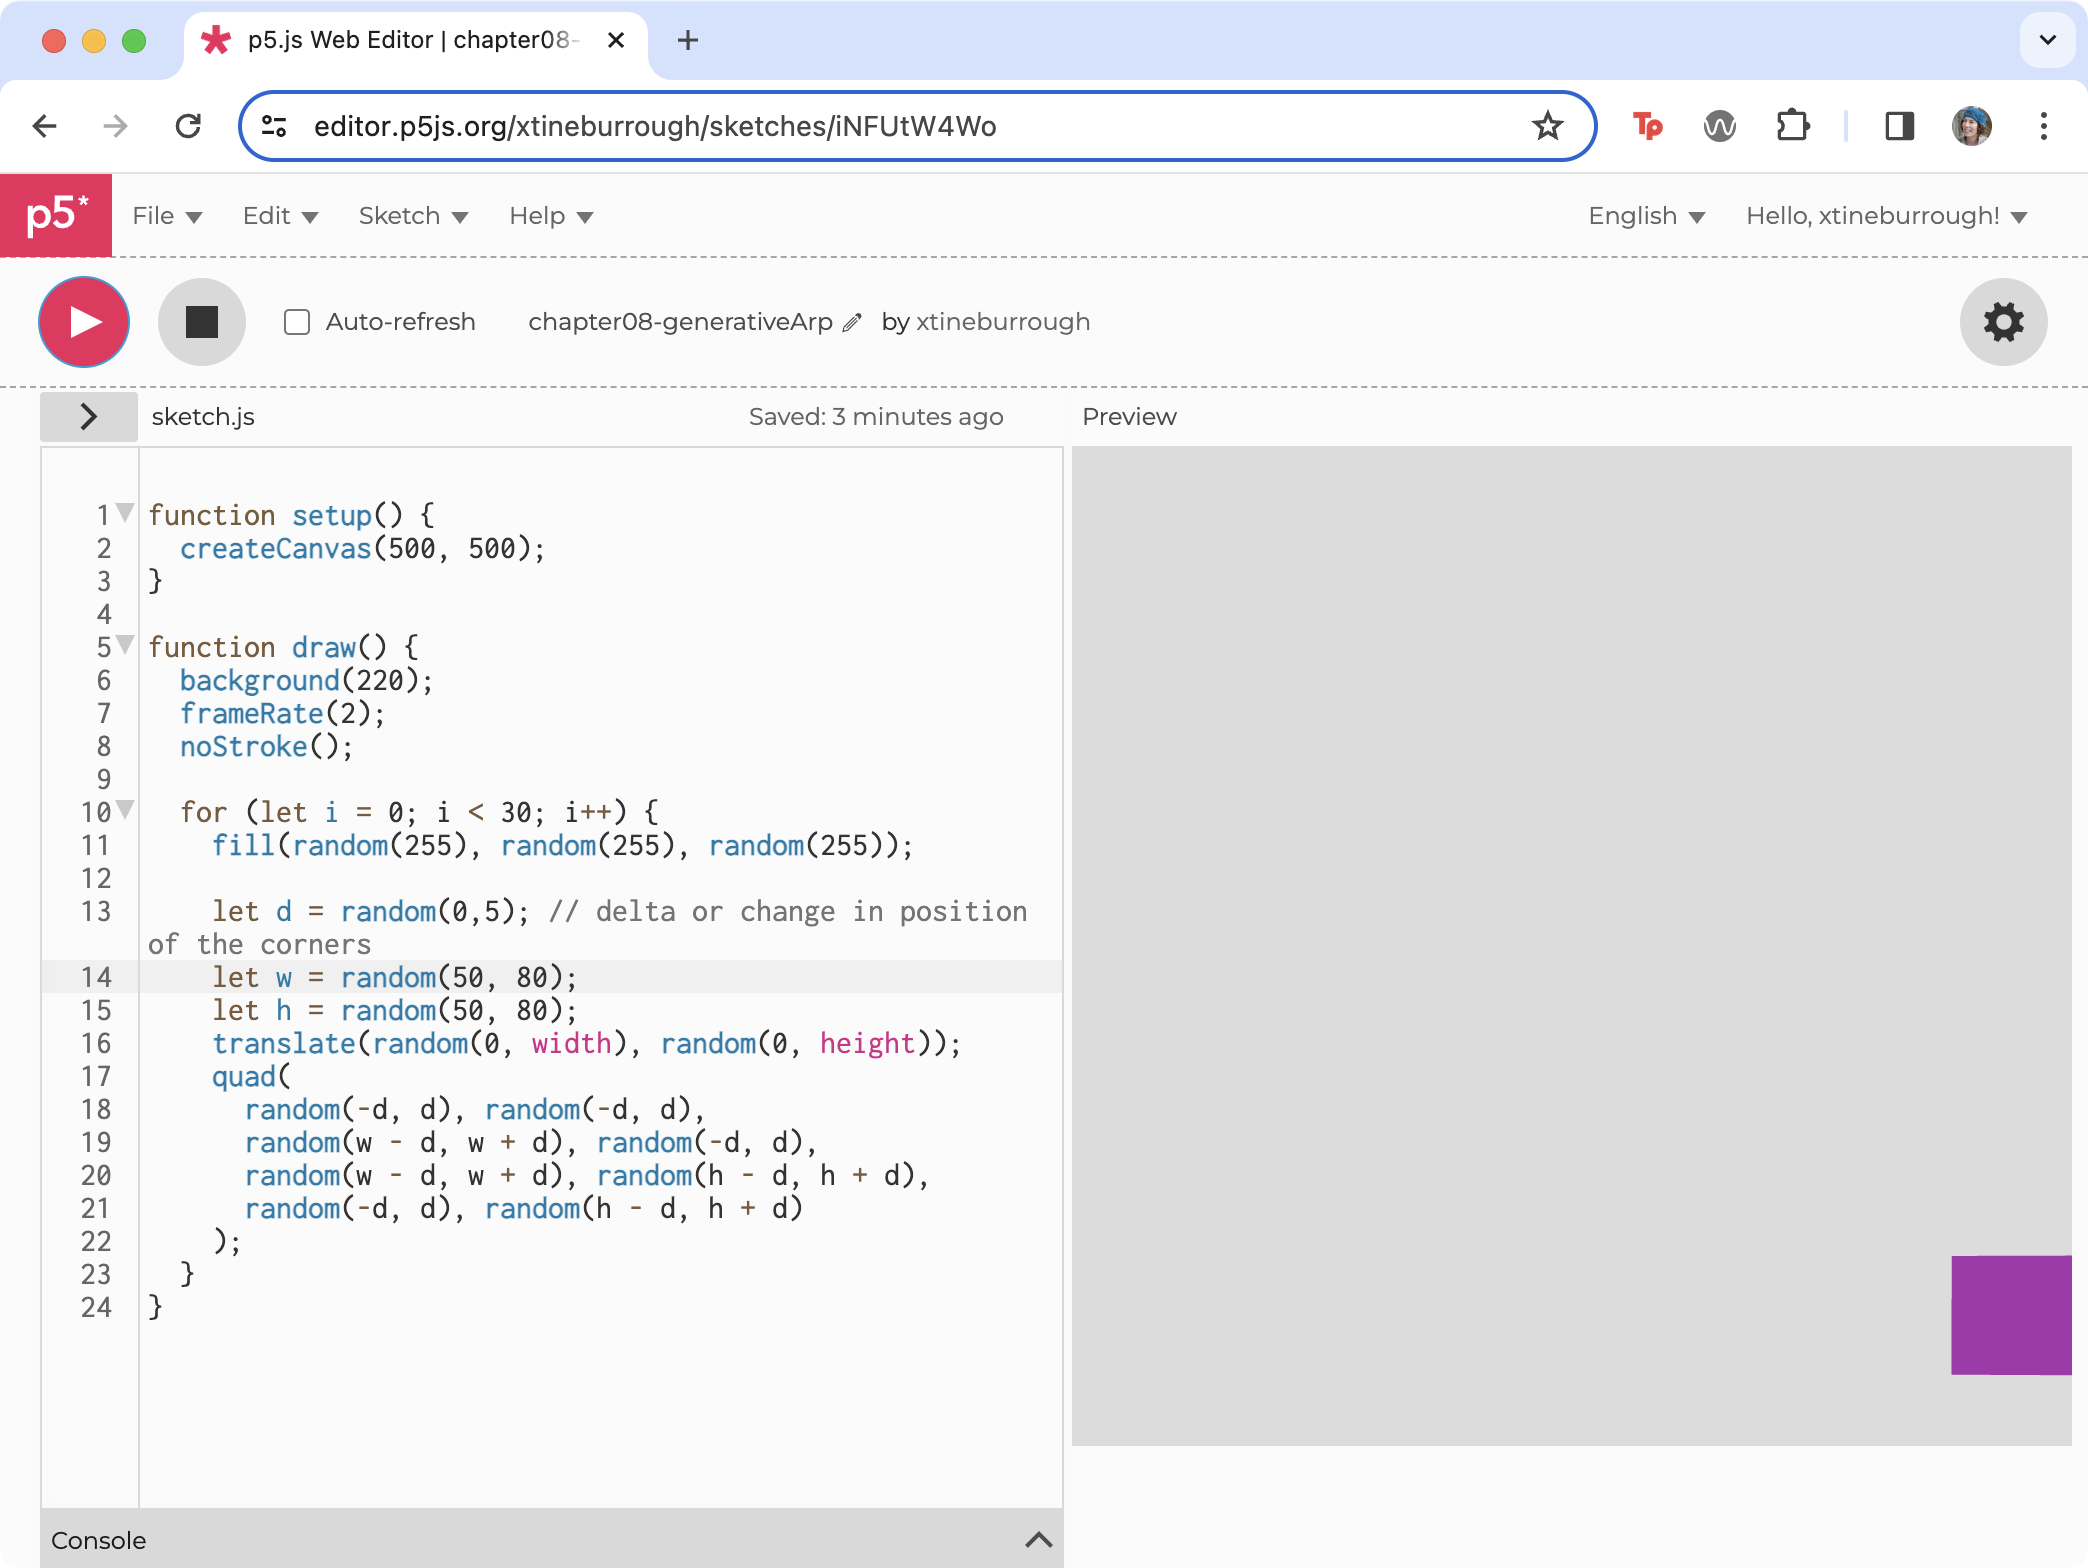 p5.js Web Editor | chapter08-
editor.p5js.org/xtineburrough/sketches/iNFUtW4Wo
Tp
p5* File Edit Sketch Help English Hello, xtineburrough!
Auto-refresh chapter08-generativeArp by xtineburrough
sketch.js Saved: 3 minutes ago Preview
1 function setup() {
2 createCanvas(500, 500);
3 }
4
5 function draw() {
6 background(220);
7 frameRate(2);
8 noStroke();
9
10 for (let i = 0; i < 30; i++) {
11 fill(random(255), random(255), random(255));
12
13 let d = random(0,5); // delta or change in position
of the corners
14 let w = random(50, 80);
15 let h = random(50, 80);
16 translate(random(0, width), random(0, height));
17 quad(
18 random(-d, d), random(-d, d),
19 random(w - d, w + d), random(-d, d),
20 random(w - d, w + d), random(h - d, h + d),
21 random(-d, d), random(h - d, h + d)
22 );
23 }
24 }
Console